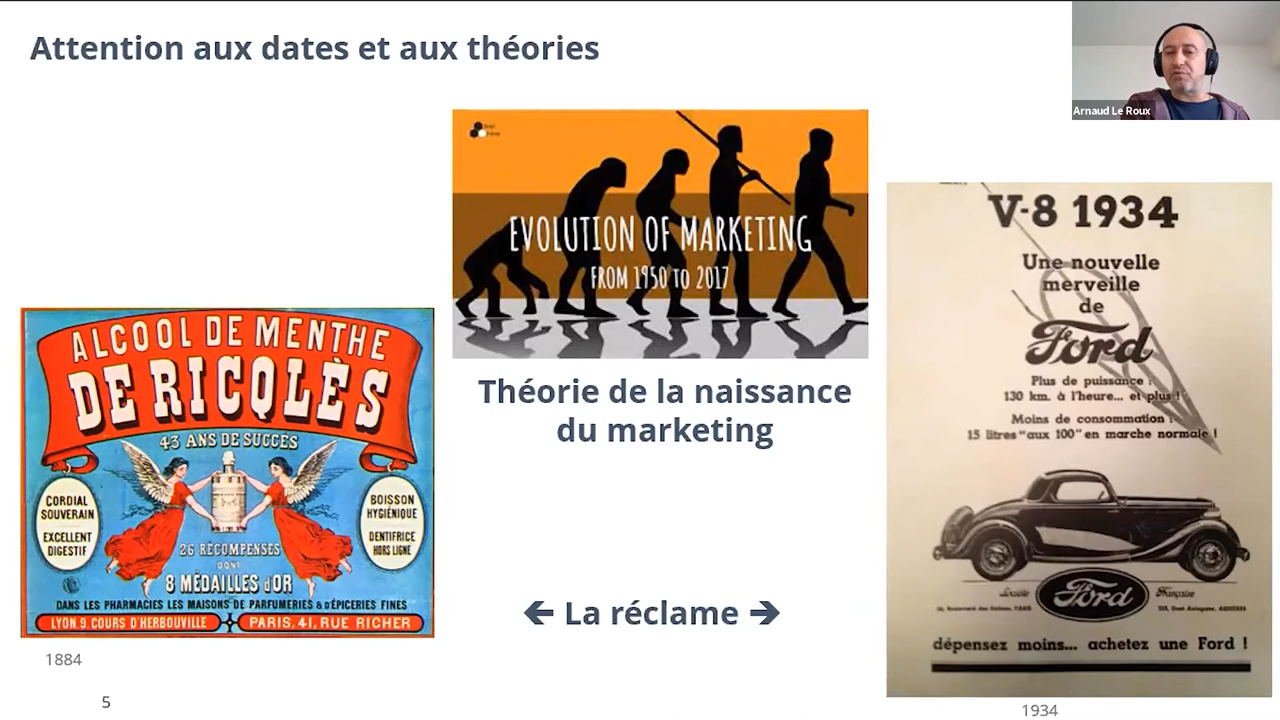 Attention aux dates et aux théories
Arnaud Le Roux
EVOLUTION OF MARKETING
FROM 1950 to 2017
Théorie de la naissance
du marketing
← La réclame →
ALCOOL DE MENTHE
DE RICQLÈS
43 ANS DE SUCCÈS
CORDIAL
SOUVERAIN
EXCELLENT
DIGESTIF
BOISSON
HYGIÉNIQUE
DENTIFRICE
HORS LIGNE
26 RÉCOMPENSES
DONT
8 MÉDAILLES d'OR
DANS LES PHARMACIES LES MAISONS DE PARFUMERIES & d'ÉPICERIES FINES
LYON 9, COURS D'HERBOUVILLE
PARIS, 41, RUE RICHER
1884
V-8 1934
Une nouvelle
merveille
de
Ford
Plus de puissance :
130 km. à l'heure... et plus !
Moins de consommation :
15 litres "aux 100" en marche normale !
Société
Française
Ford
dépensez moins... achetez une Ford !
1934
5